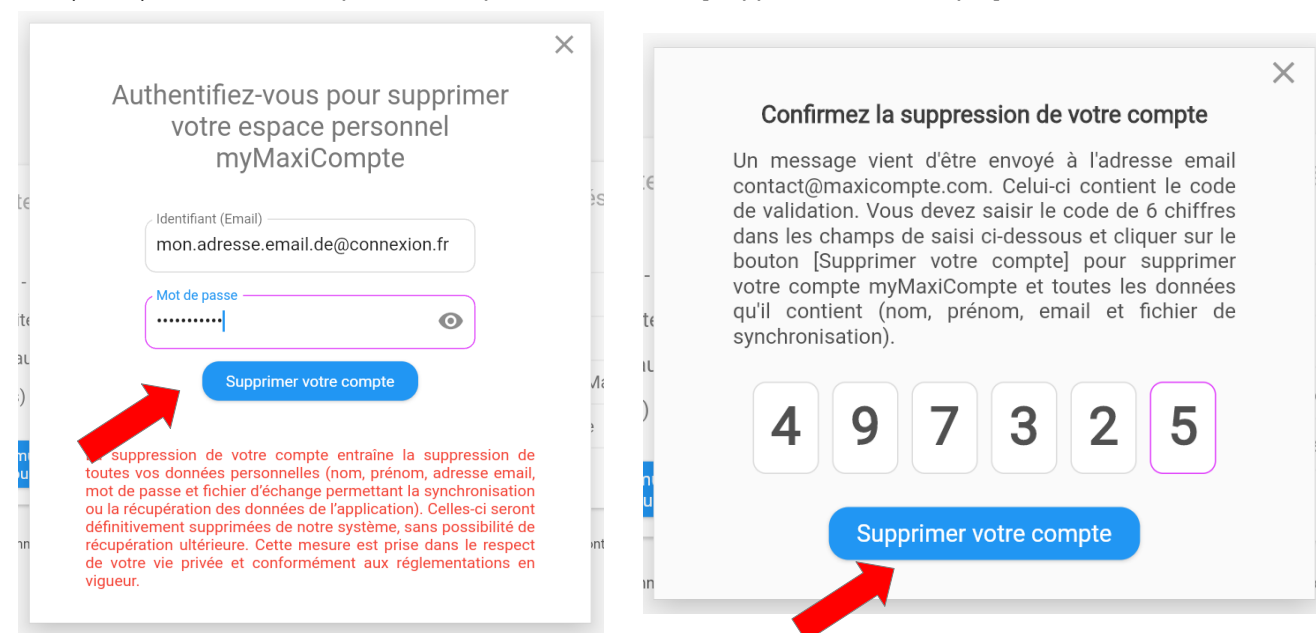 Authentifiez-vous pour supprimer
votre espace personnel
myMaxiCompte
Identifiant (Email)
mon.adresse.email.de@connexion.fr
Mot de passe
•••••••••••
Supprimer votre compte
suppression de votre compte entraîne la suppression de
toutes vos données personnelles (nom, prénom, adresse email,
mot de passe et fichier d'échange permettant la synchronisation
ou la récupération des données de l'application). Celles-ci seront
définitivement supprimées de notre système, sans possibilité de
récupération ultérieure. Cette mesure est prise dans le respect
de votre vie privée et conformément aux réglementations en
vigueur.
Confirmez la suppression de votre compte
Un message vient d'être envoyé à l'adresse email
contact@maxicompte.com. Celui-ci contient le code
de validation. Vous devez saisir le code de 6 chiffres
dans les champs de saisi ci-dessous et cliquer sur le
bouton [Supprimer votre compte] pour supprimer
votre compte myMaxiCompte et toutes les données
qu'il contient (nom, prénom, email et fichier de
synchronisation).
4 9 7 3 2 5
Supprimer votre compte